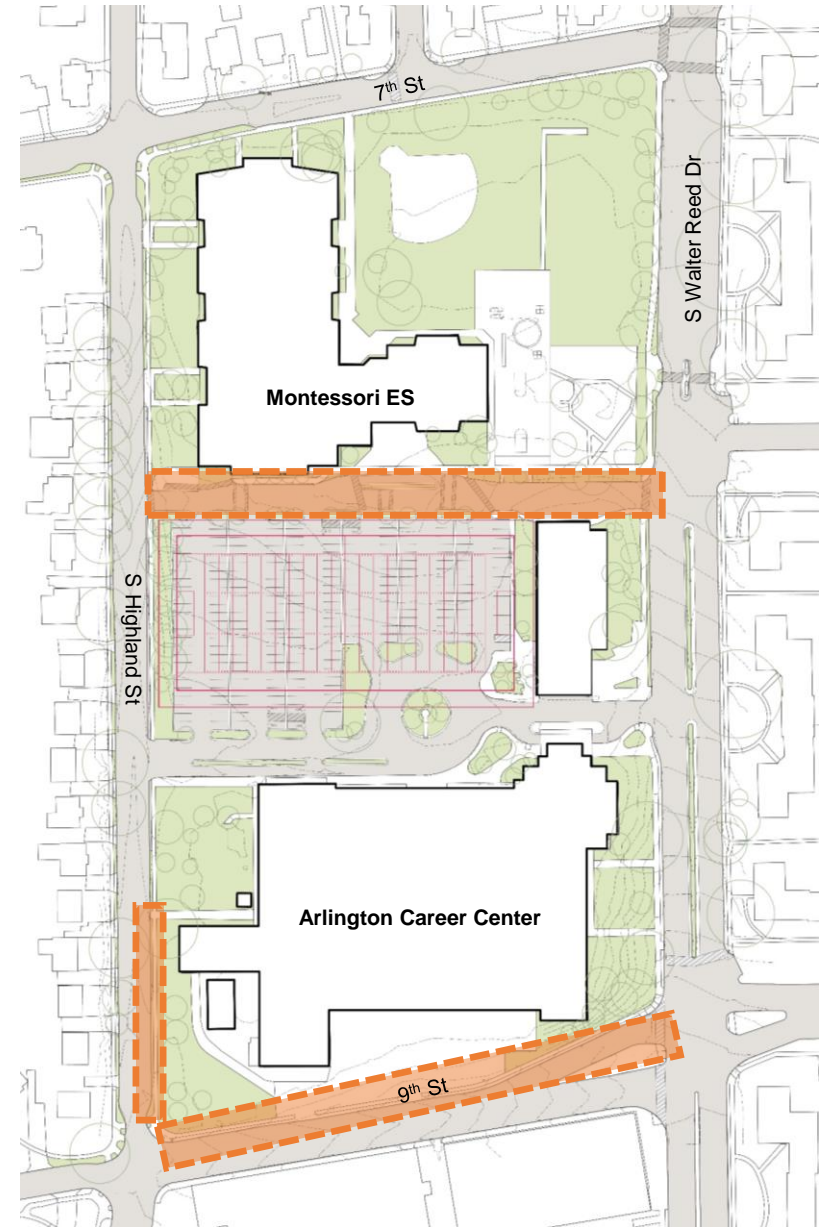 7th St
S Walter Reed Dr
Montessori ES
S Highland St
Arlington Career Center
9th St